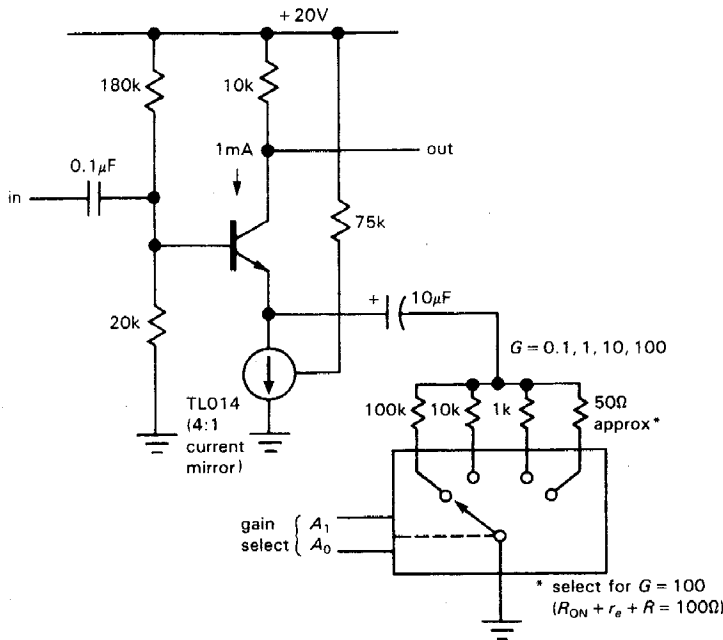 +20V
180k
10k
1mA
out
0.1µF
in
75k
+ 10µF
20k
G = 0.1, 1, 10, 100
TL014
(4:1
current
mirror)
100k
10k
1k
50Ω
approx*
gain
select
A1
A0
* select for G = 100
(RON + re + R = 100Ω)